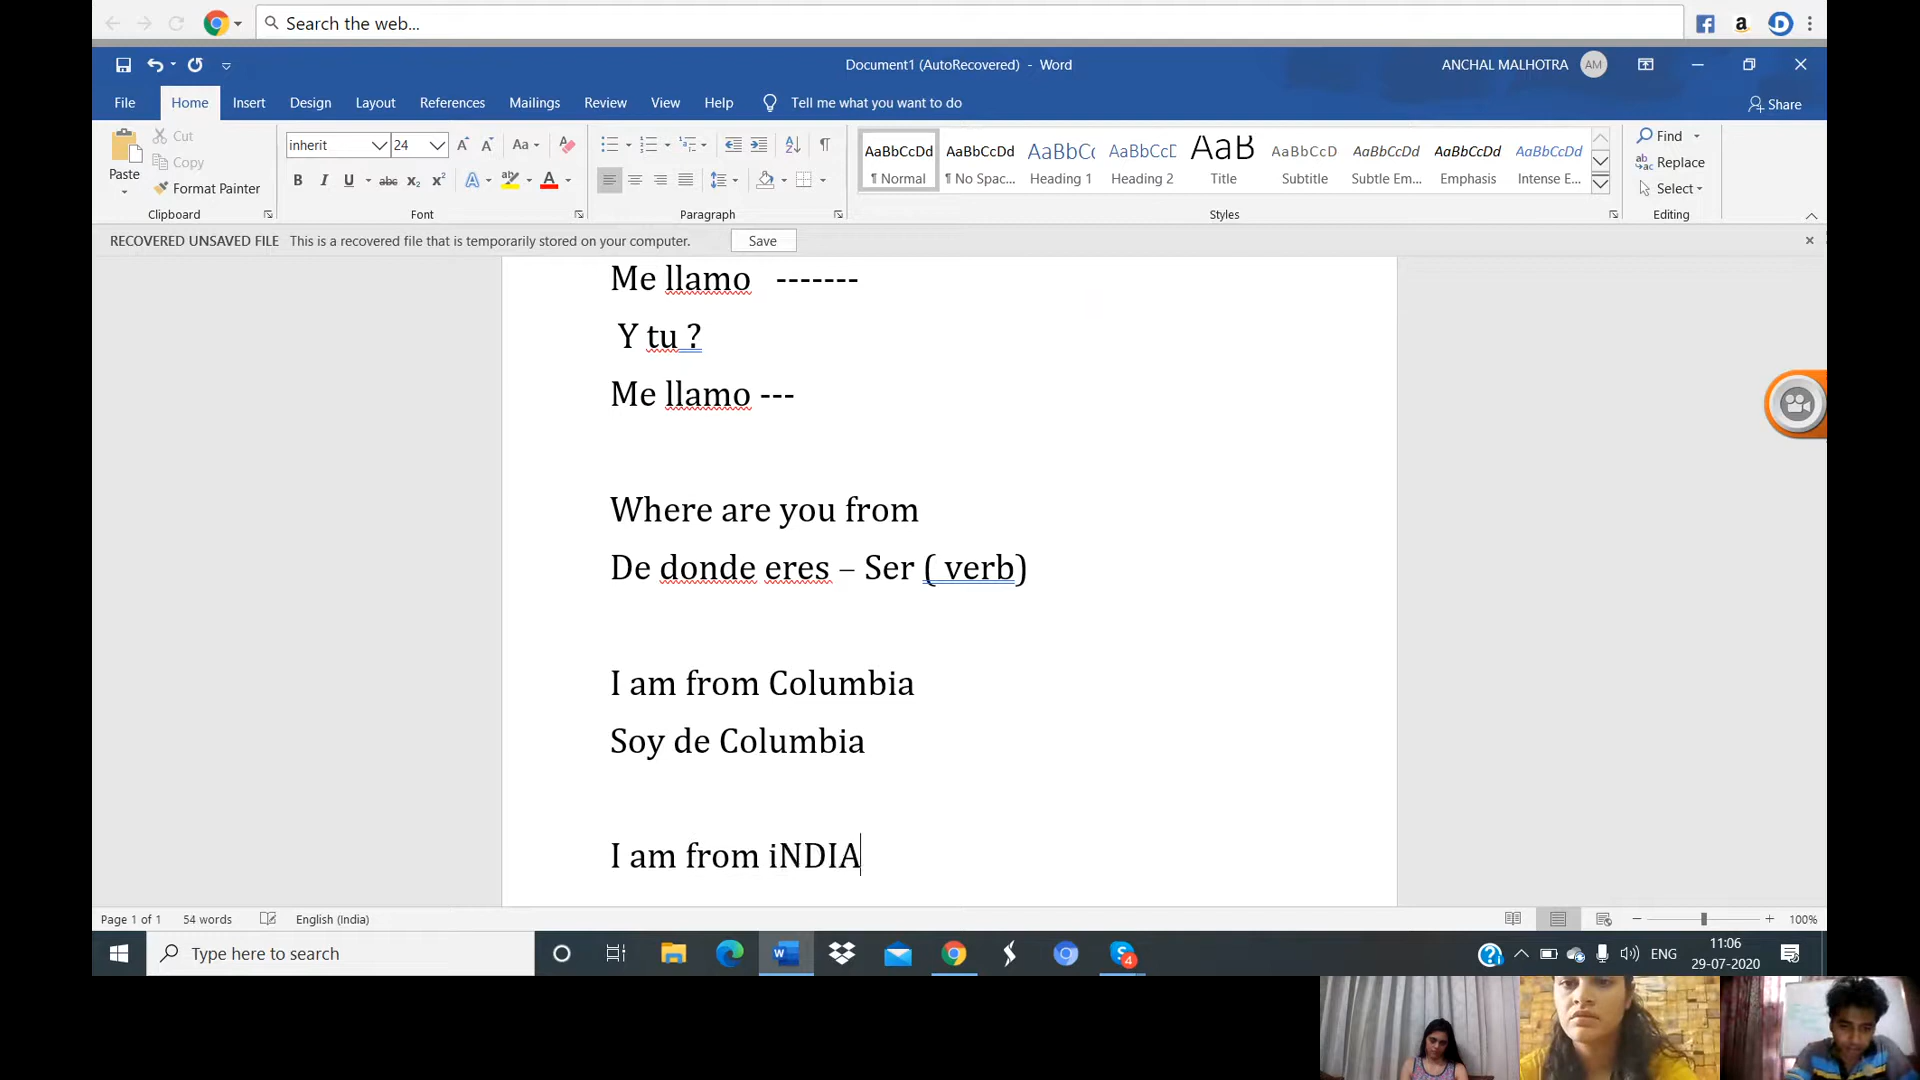 Search the web...
Document1 (AutoRecovered) - Word
ANCHAL MALHOTRA AM
File Home Insert Design Layout References Mailings Review View Help Tell me what you want to do Share
Paste
Cut
Copy
Format Painter
Clipboard
inherit 24
Font
Paragraph
AaBbCcDd AaBbCcDd AaBbCc AaBbCcE AaB AaBbCcD AaBbCcDd AaBbCcDd AaBbCcDd
¶ Normal ¶ No Spac... Heading 1 Heading 2 Title Subtitle Subtle Em... Emphasis Intense E...
Styles
Find
Replace
Select
Editing
RECOVERED UNSAVED FILE This is a recovered file that is temporarily stored on your computer. Save
Me llamo -------
Y tu ?
Me llamo ---
Where are you from
De donde eres – Ser ( verb)
I am from Columbia
Soy de Columbia
I am from iNDIA
Page 1 of 1 54 words English (India) 100%
Type here to search
4
ENG
11:06
29-07-2020